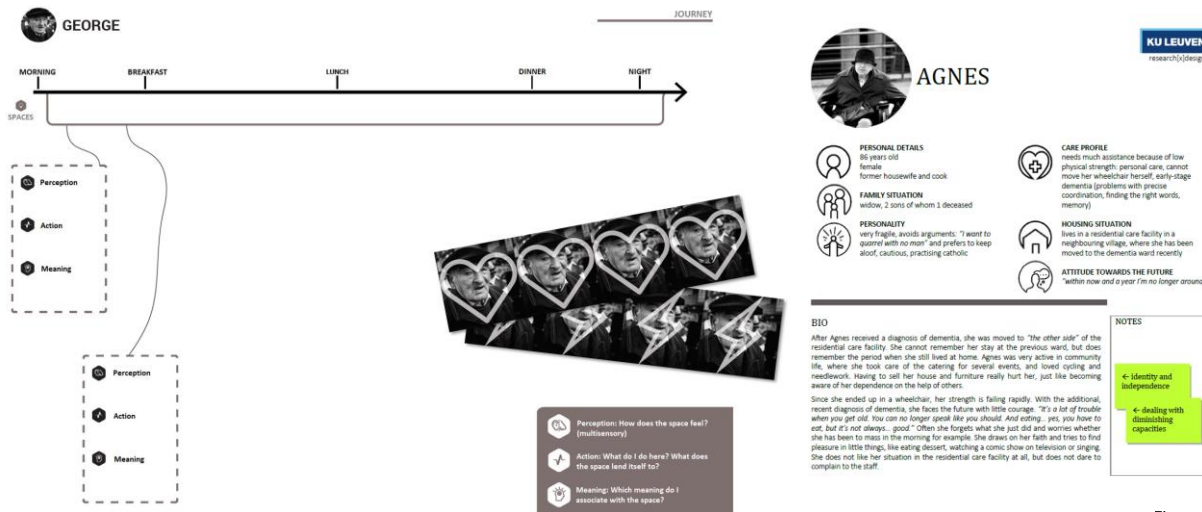 GEORGE
JOURNEY
MORNING
BREAKFAST
LUNCH
DINNER
NIGHT
SPACES
Perception
Action
Meaning
Perception
Action
Meaning
Perception: How does the space feel?
(multisensory)
Action: What do I do here? What does
the space lend itself to?
Meaning: Which meaning do I
associate with the space?
KU LEUVEN
research[x]design
AGNES
PERSONAL DETAILS
86 years old
female
former housewife and cook
FAMILY SITUATION
widow, 2 sons of whom 1 deceased
PERSONALITY
very fragile, avoids arguments: "I want to
quarrel with no man" and prefers to keep
aloof, cautious, practising catholic
CARE PROFILE
needs much assistance because of low
physical strength: personal care, cannot
move her wheelchair herself, early-stage
dementia (problems with precise
coordination, finding the right words,
memory)
HOUSING SITUATION
lives in a residential care facility in a
neighbouring village, where she has been
moved to the dementia ward recently
ATTITUDE TOWARDS THE FUTURE
"within now and a year I'm no longer around
BIO
After Agnes received a diagnosis of dementia, she was moved to "the other side" of the
residential care facility. She cannot remember her stay at the previous ward, but does
remember the period when she still lived at home. Agnes was very active in community
life, where she took care of the catering for several events, and loved cycling and
needlework. Having to sell her house and furniture really hurt her, just like becoming
aware of her dependence on the help of others.
Since she ended up in a wheelchair, her strength is failing rapidly. With the additional,
recent diagnosis of dementia, she faces the future with little courage. "It's a lot of trouble
when you get old. You can no longer speak like you should. And eating... yes, you have to
eat, but it's not always... good." Often she forgets what she just did and worries whether
she has been to mass in the morning for example. She draws on her faith and tries to find
pleasure in little things, like eating dessert, watching a comic show on television or singing.
She does not like her situation in the residential care facility at all, but does not dare to
complain to the staff.
NOTES
← identity and
independence
← dealing with
diminishing
capacities